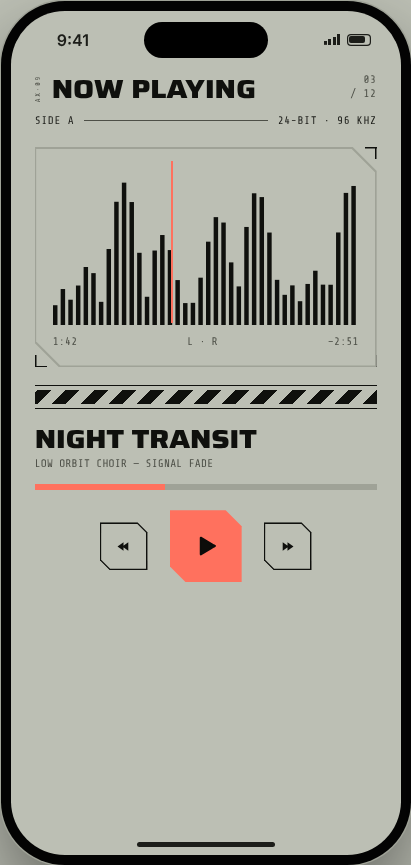 9:41
AX·09
NOW PLAYING
03
/ 12
SIDE A
24-BIT · 96 KHZ
1:42
L · R
−2:51
NIGHT TRANSIT
LOW ORBIT CHOIR — SIGNAL FADE